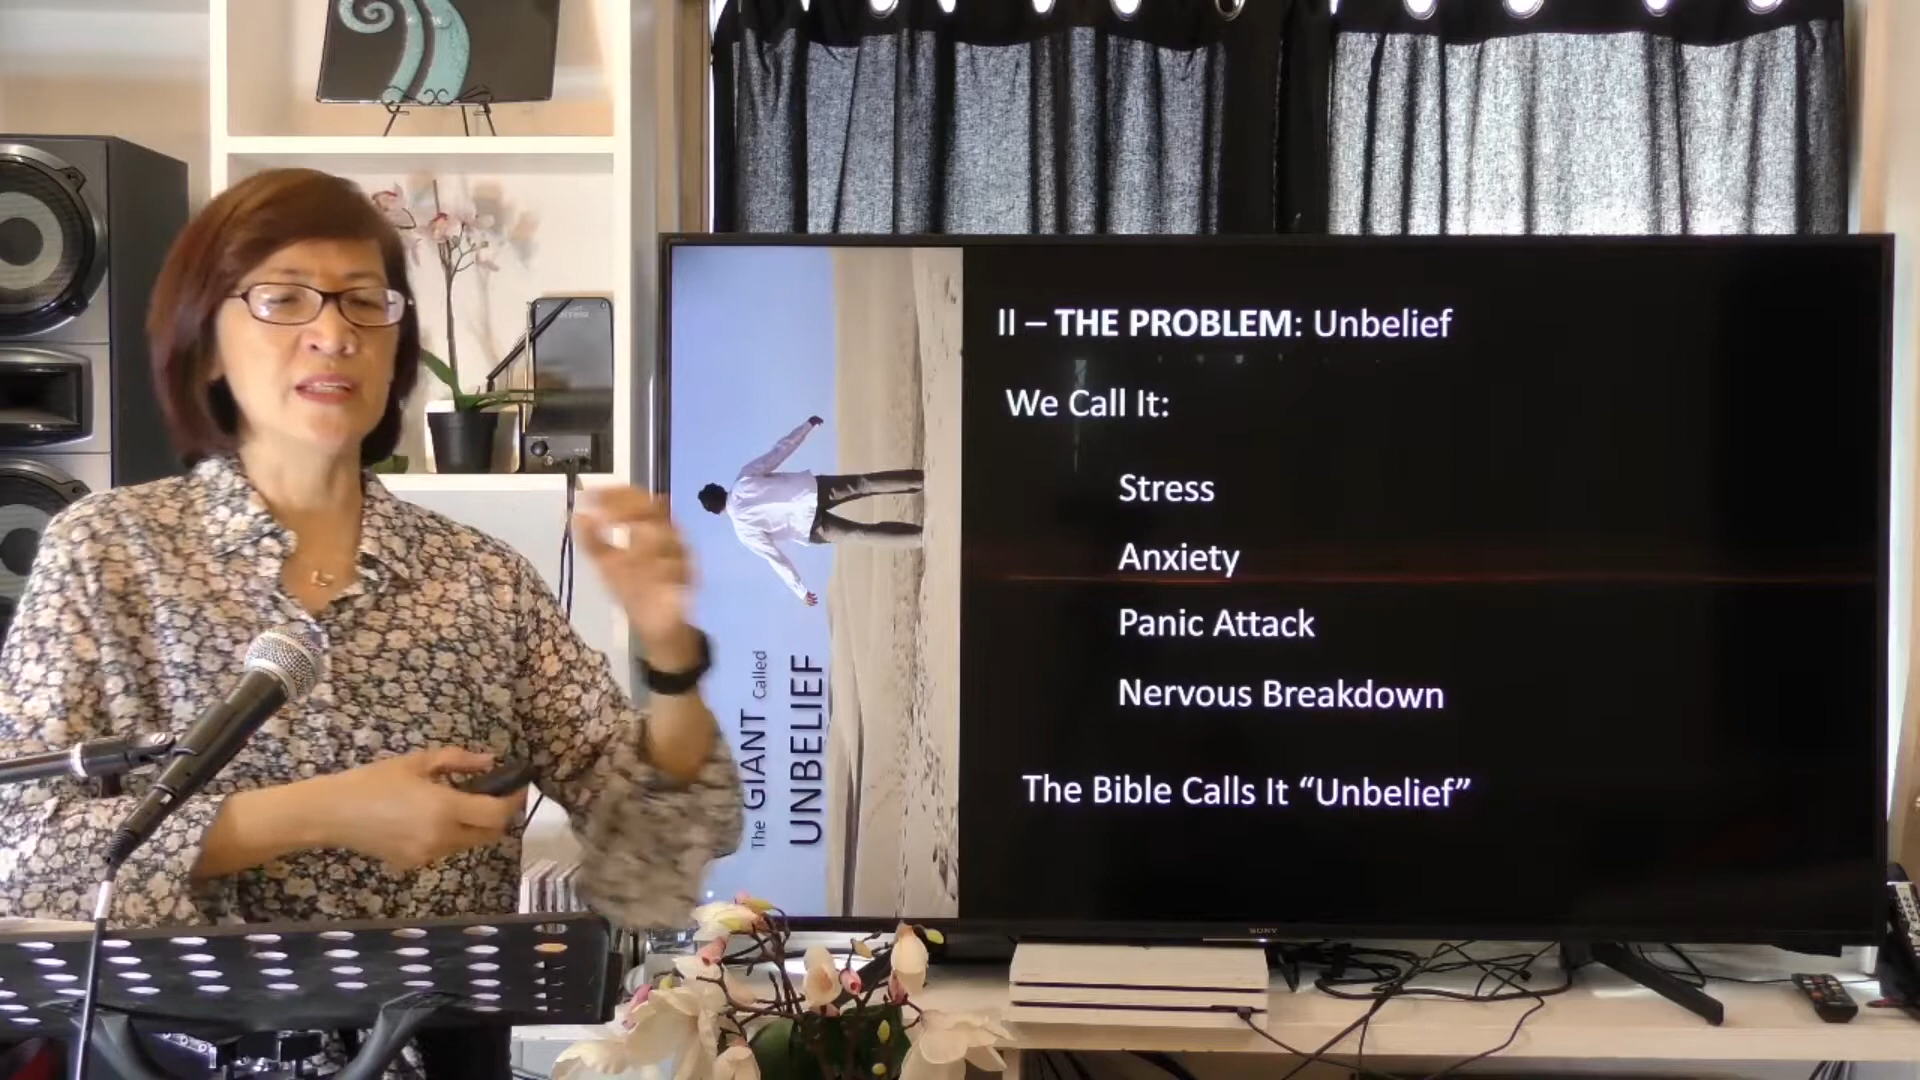 The GIANT Called
UNBELIEF
II – THE PROBLEM: Unbelief
We Call It:
Stress
Anxiety
Panic Attack
Nervous Breakdown
The Bible Calls It “Unbelief”
SONY